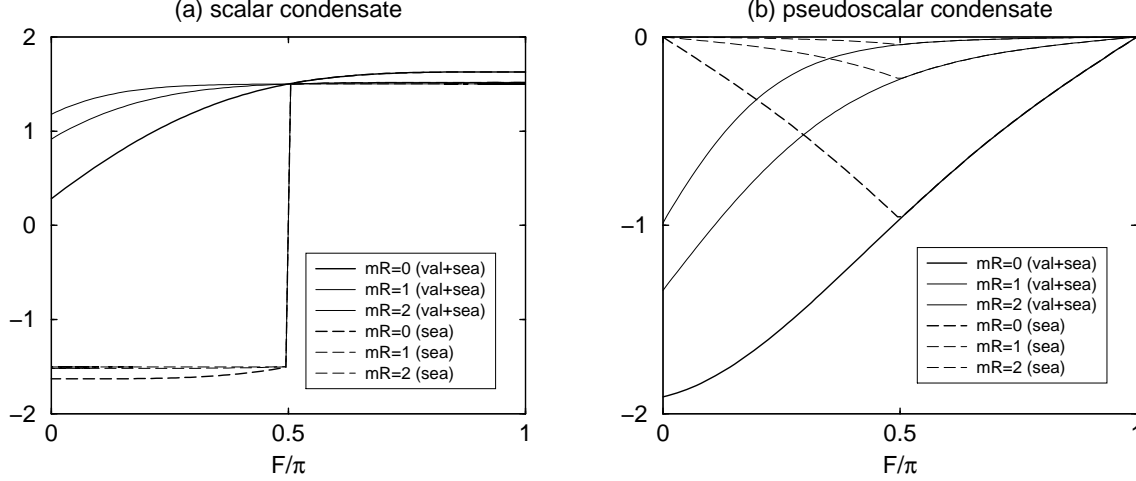 (a) scalar condensate
2
1
0
−1
−2
mR=0 (val+sea)
mR=1 (val+sea)
mR=2 (val+sea)
mR=0 (sea)
mR=1 (sea)
mR=2 (sea)
0
0.5
1
F/π
(b) pseudoscalar condensate
0
−1
−2
mR=0 (val+sea)
mR=1 (val+sea)
mR=2 (val+sea)
mR=0 (sea)
mR=1 (sea)
mR=2 (sea)
0
0.5
1
F/π